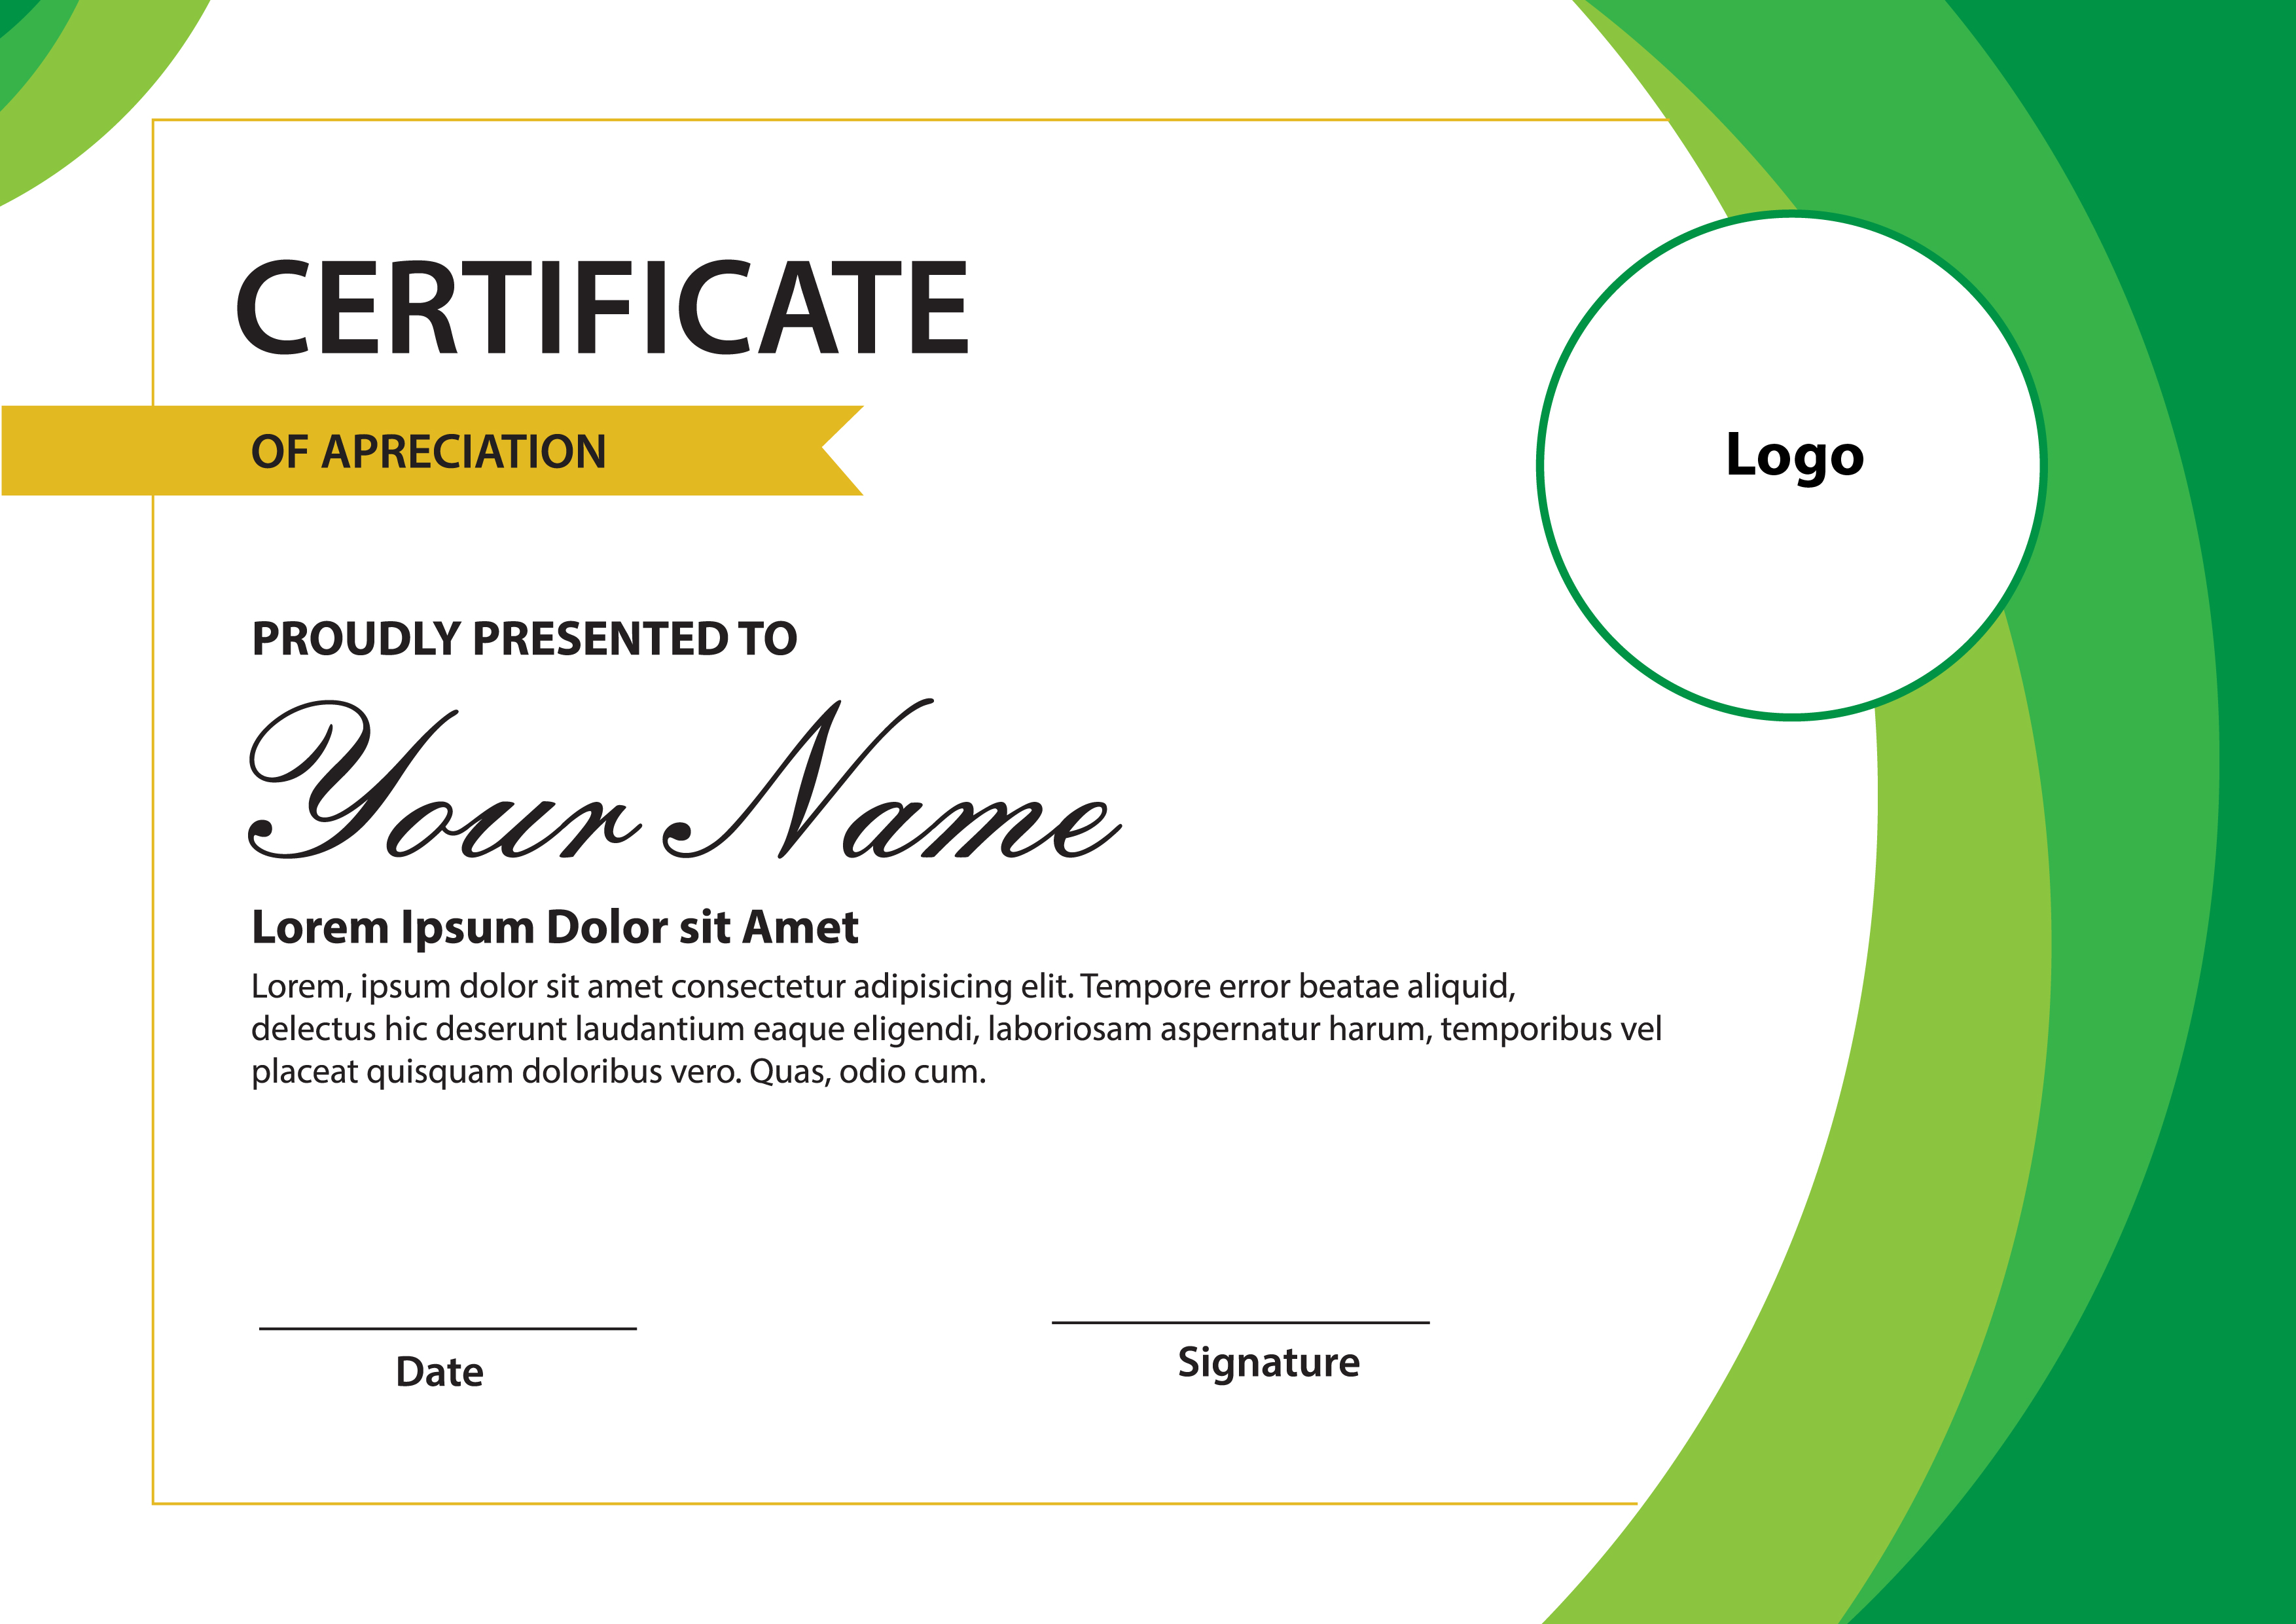 CERTIFICATE
OF APRECIATION
Logo
PROUDLY PRESENTED TO
Your Name
Lorem Ipsum Dolor sit Amet
Lorem, ipsum dolor sit amet consectetur adipisicing elit. Tempore error beatae aliquid,
delectus hic deserunt laudantium eaque eligendi, laboriosam aspernatur harum, temporibus vel
placeat quisquam doloribus vero. Quas, odio cum.
Date
Signature